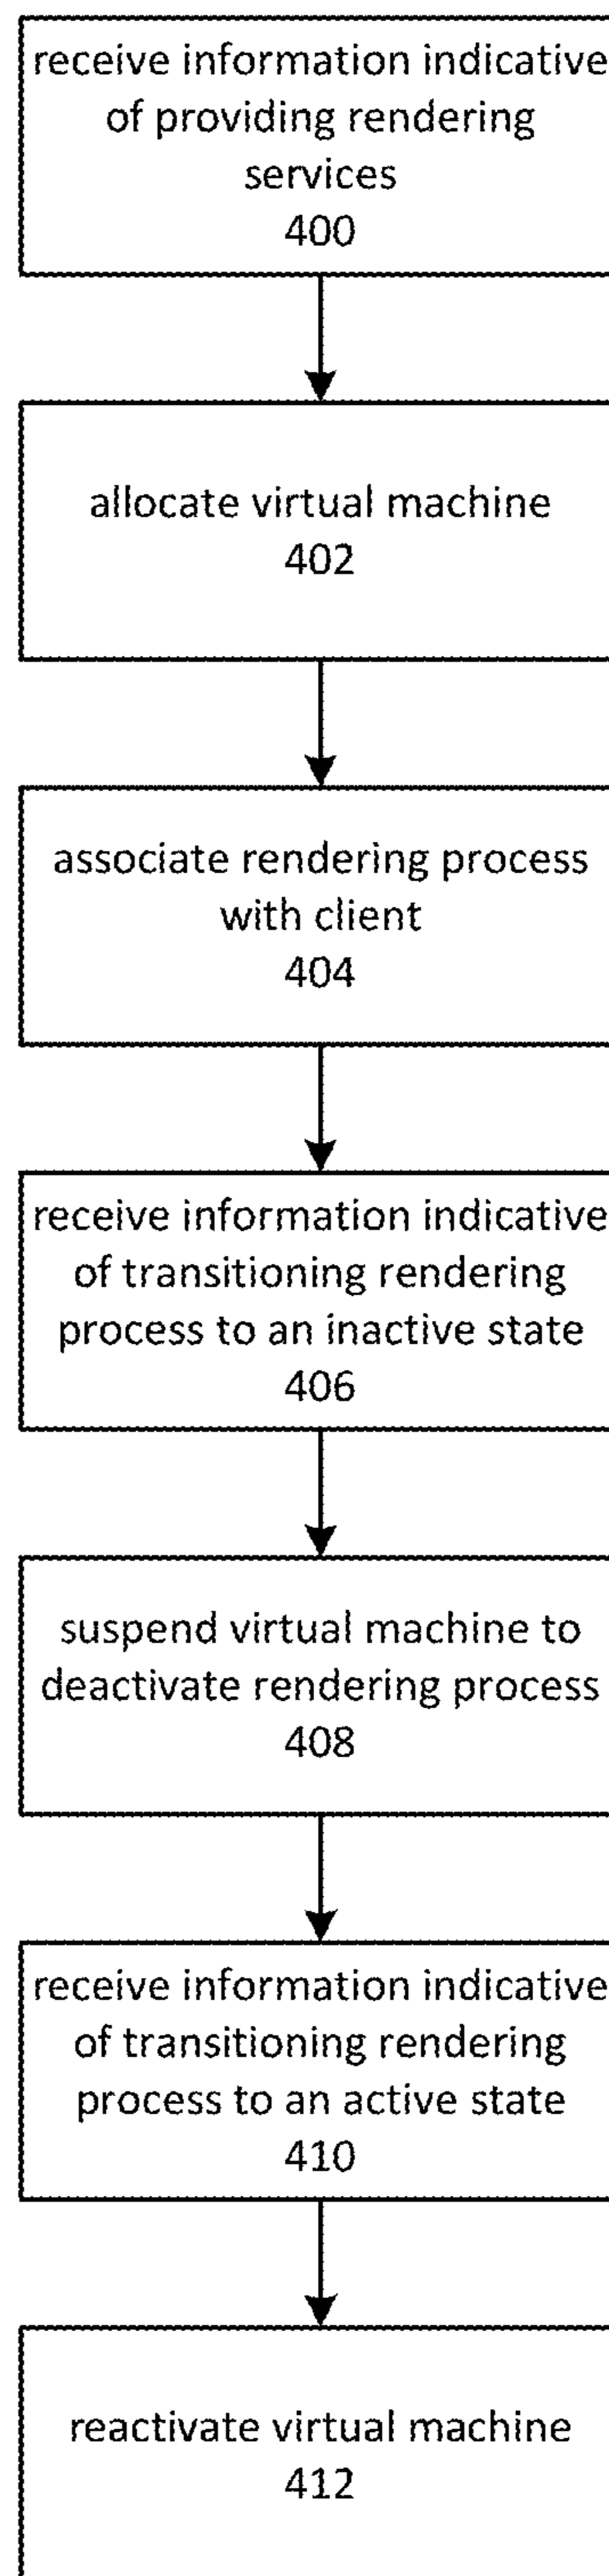 receive information indicative
of providing rendering
services
400
allocate virtual machine
402
associate rendering process
with client
404
receive information indicative
of transitioning rendering
process to an inactive state
406
suspend virtual machine to
deactivate rendering process
408
receive information indicative
of transitioning rendering
process to an active state
410
reactivate virtual machine
412